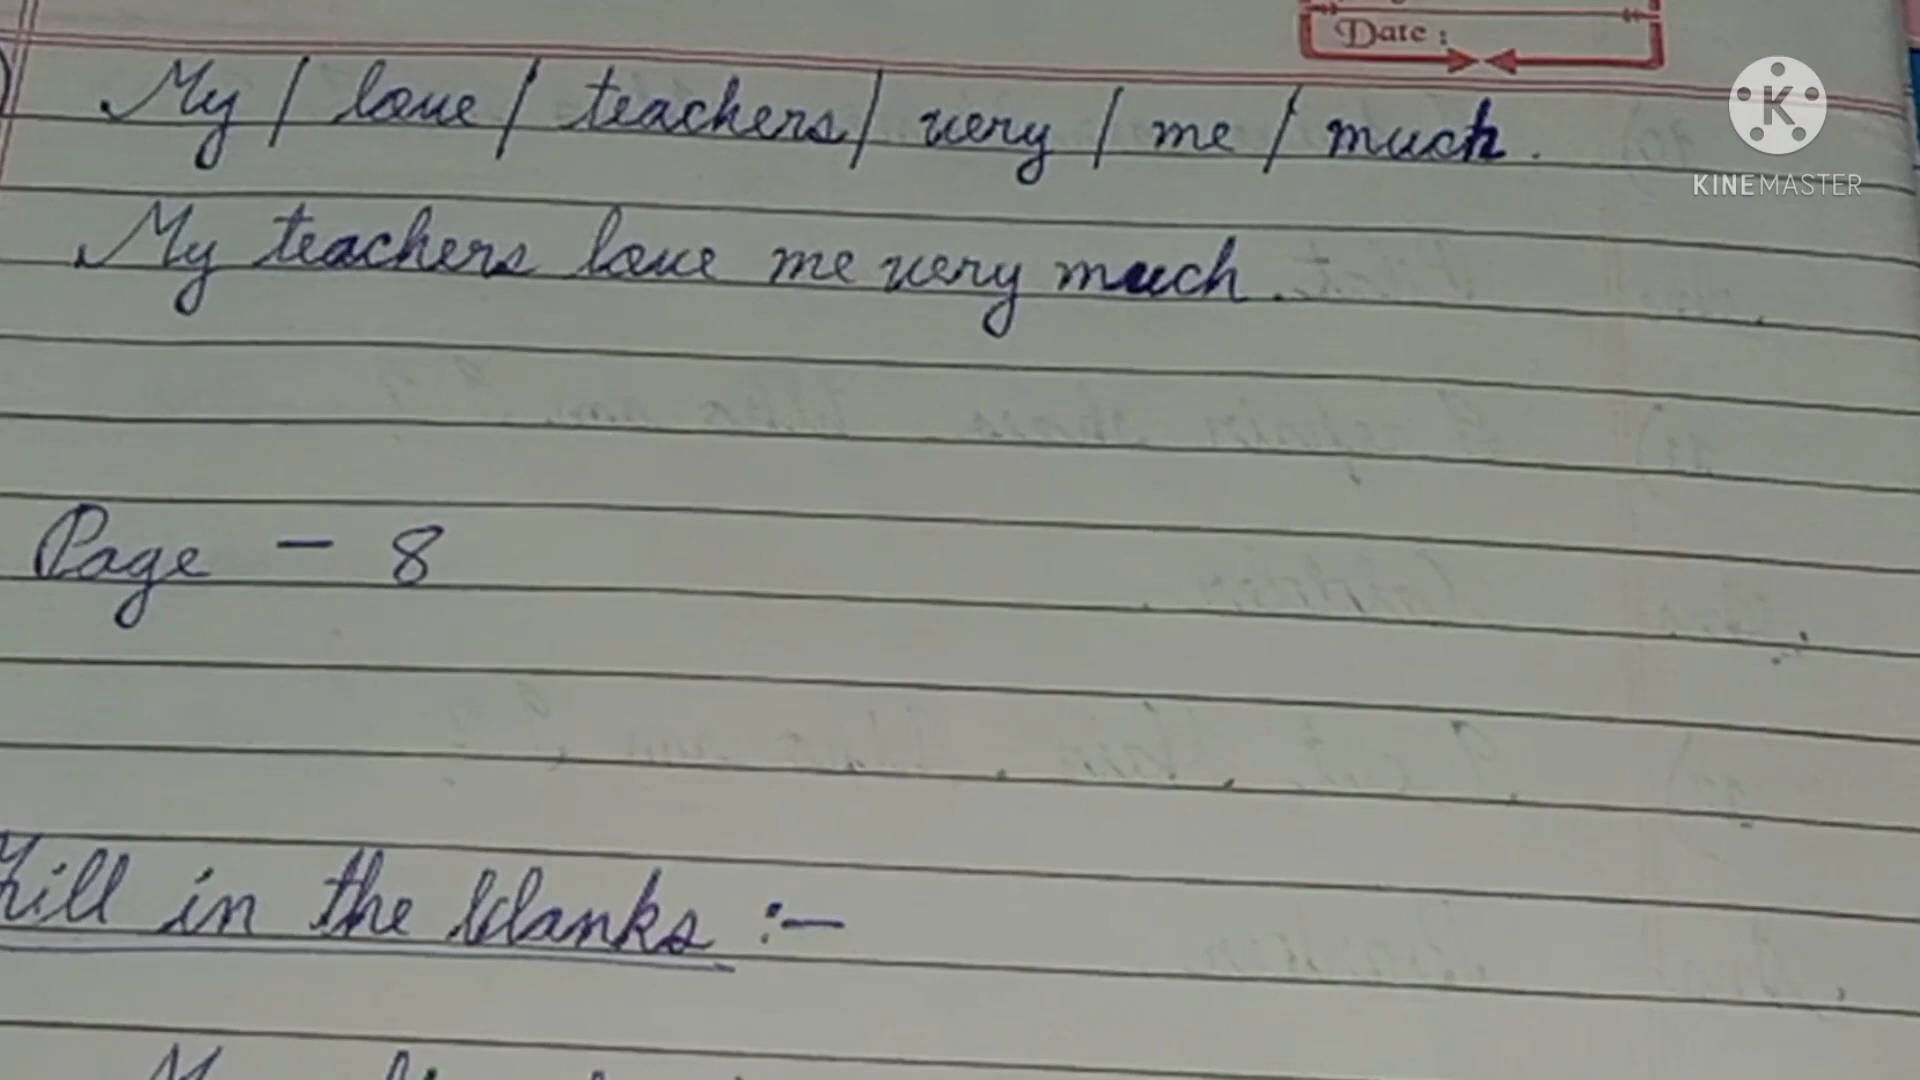 Date :
My / love / teachers / very / me / much.
KINEMASTER
My teachers love me very much.
Page - 8
Fill in the blanks :-